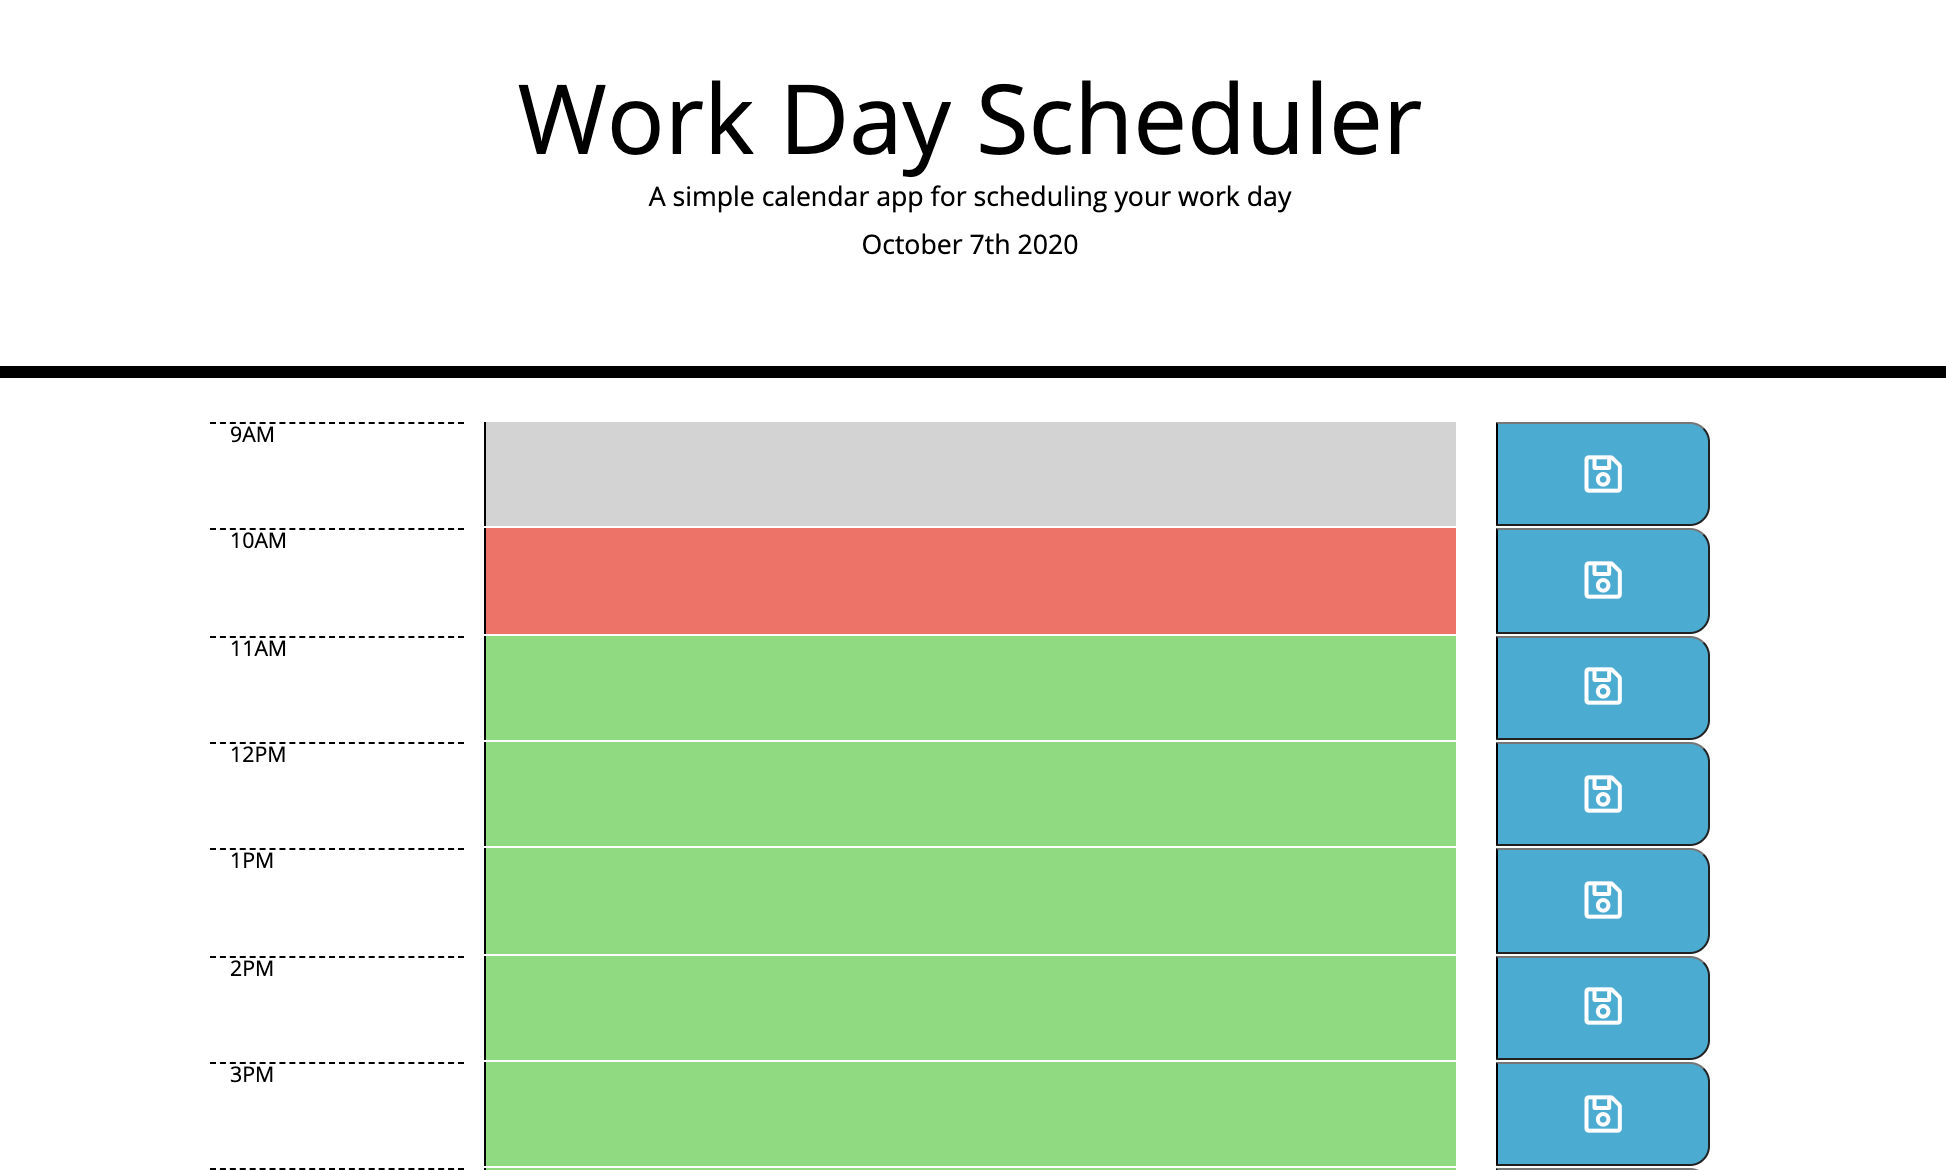 Work Day Scheduler
A simple calendar app for scheduling your work day
October 7th 2020
9AM
10AM
11AM
12PM
1PM
2PM
3PM